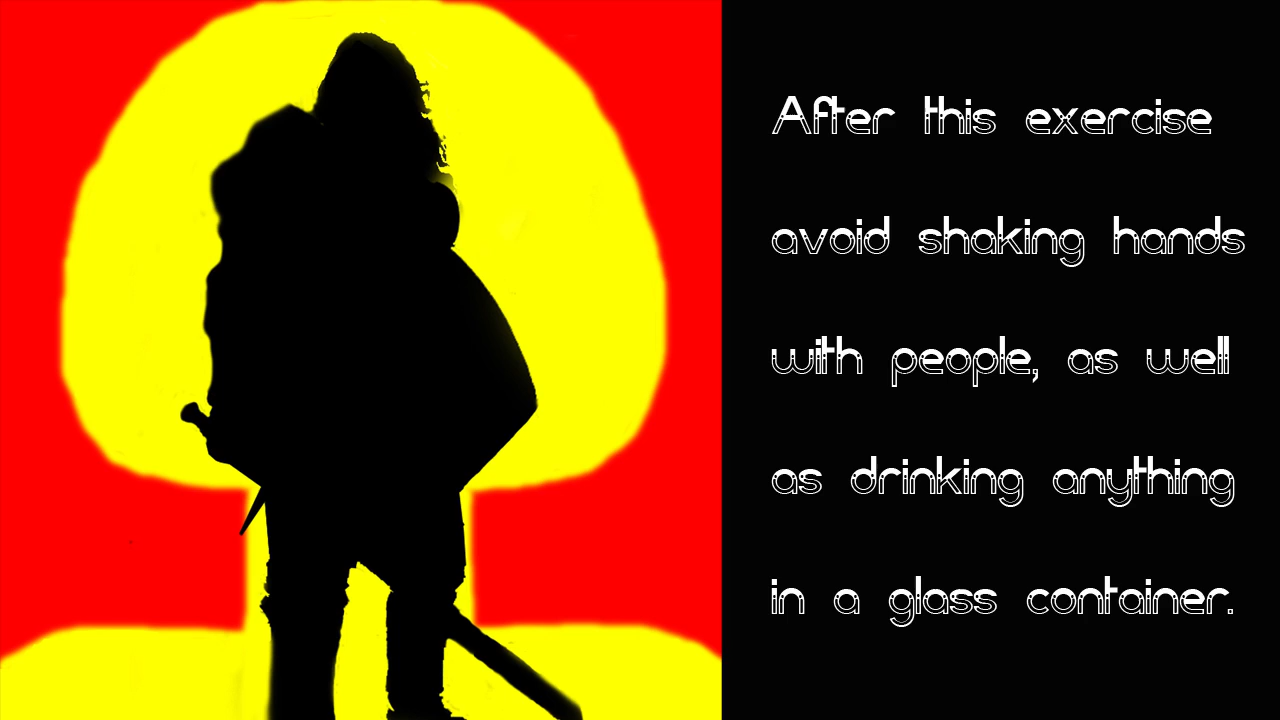 After this exercise
avoid shaking hands
with people, as well
as drinking anything
in a glass container.